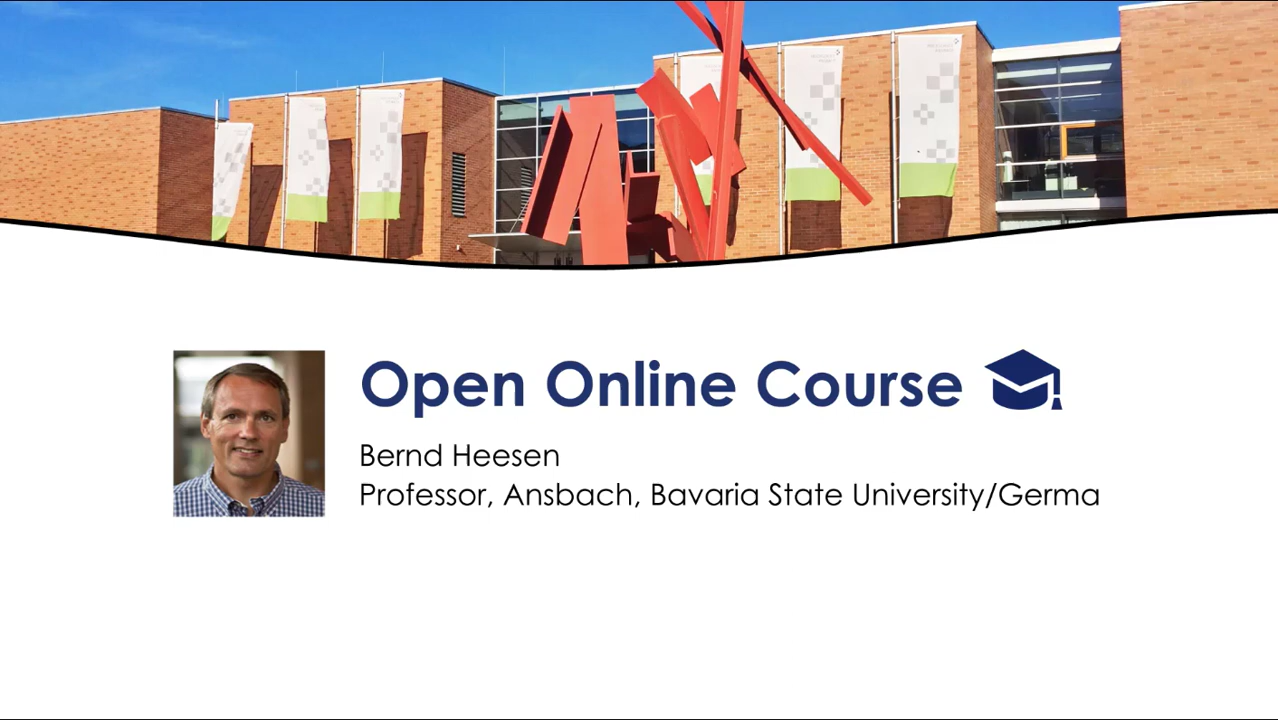 Open Online Course
Bernd Heesen
Professor, Ansbach, Bavaria State University/Germa